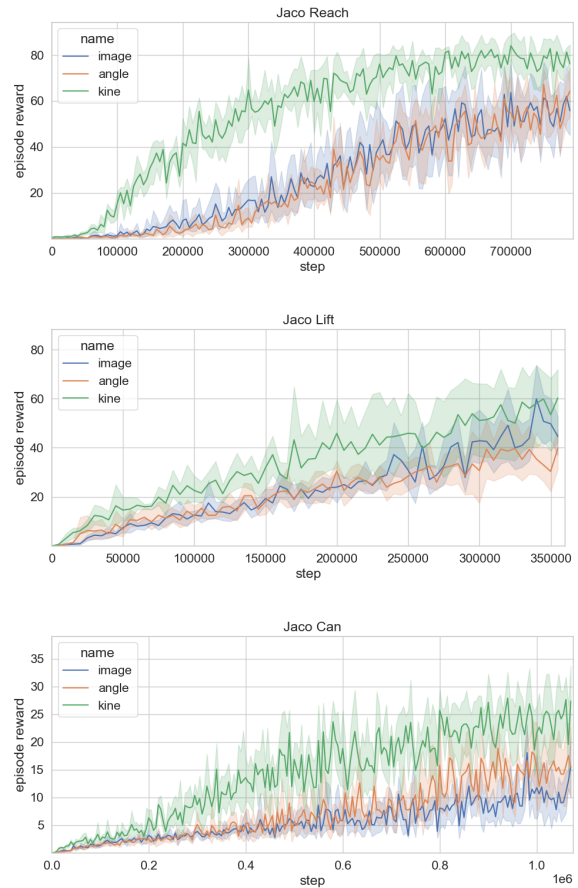 Jaco Reach
episode reward
80
60
40
20
name
image
angle
kine
0 100000 200000 300000 400000 500000 600000 700000
step
Jaco Lift
episode reward
80
60
40
20
name
image
angle
kine
0 50000 100000 150000 200000 250000 300000 350000
step
Jaco Can
episode reward
35
30
25
20
15
10
5
name
image
angle
kine
0.0 0.2 0.4 0.6 0.8 1.0
1e6
step